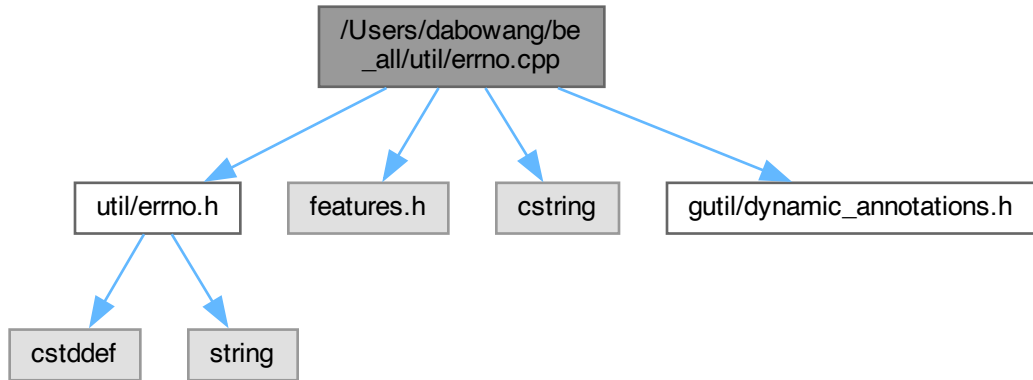 /Users/dabowang/be
_all/util/errno.cpp
util/errno.h
features.h
cstring
gutil/dynamic_annotations.h
cstddef
string